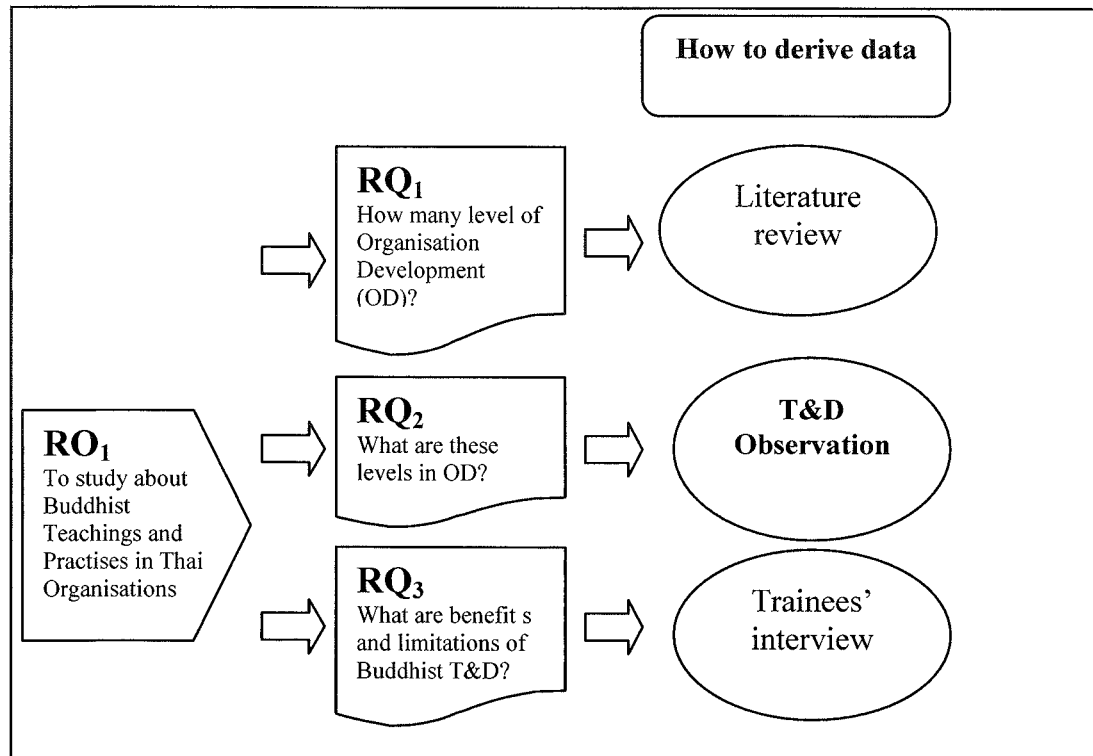 How to derive data
RQ₁
How many level of
Organisation
Development
(OD)?
Literature
review
RO₁
To study about
Buddhist
Teachings and
Practises in Thai
Organisations
RQ₂
What are these
levels in OD?
T&D
Observation
RQ₃
What are benefit s
and limitations of
Buddhist T&D?
Trainees’
interview